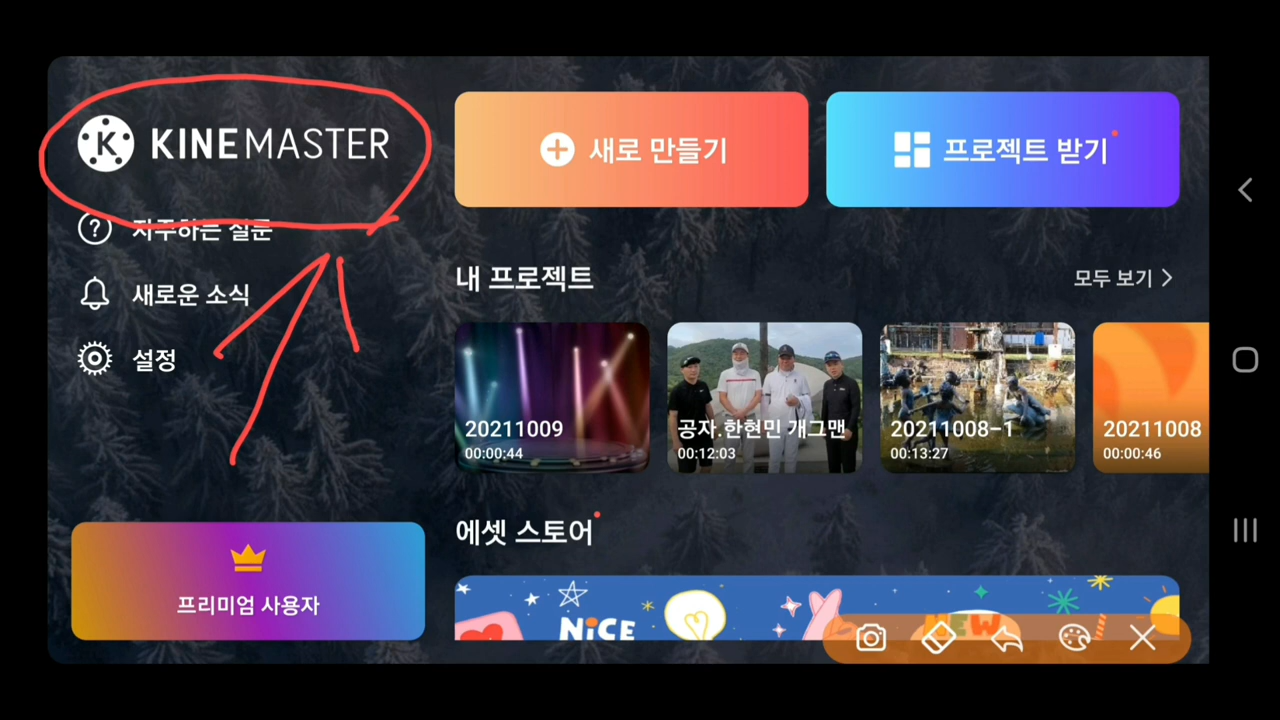 KINEMASTER
자주하는 질문
새로운 소식
설정
프리미엄 사용자
새로 만들기
프로젝트 받기
내 프로젝트
모두 보기
20211009
00:00:44
공자.한현민 개그맨
00:12:03
20211008-1
00:13:27
20211008
00:00:46
에셋 스토어
NiCE
NEW